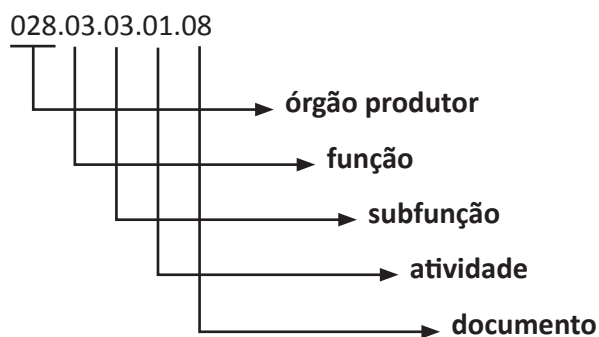 028.03.03.01.08
órgão produtor
função
subfunção
atividade
documento